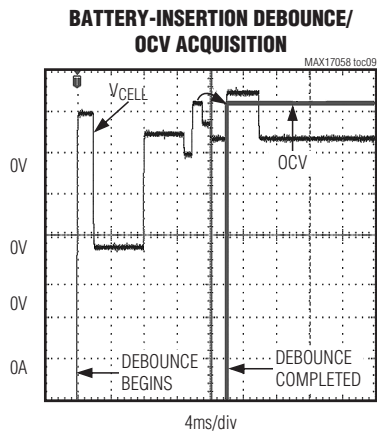 BATTERY-INSERTION DEBOUNCE/
OCV ACQUISITION
MAX17058 toc09
VCELL
0V
OCV
0V
0V
0A
DEBOUNCE
BEGINS
DEBOUNCE
COMPLETED
4ms/div